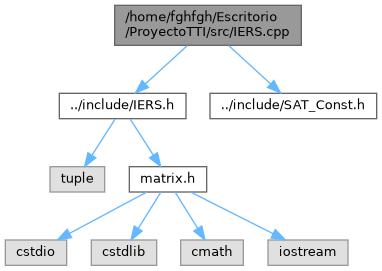 /home/fghfgh/Escritorio
/ProyectoTTI/src/IERS.cpp
../include/IERS.h
../include/SAT_Const.h
tuple
matrix.h
cstdio
cstdlib
cmath
iostream